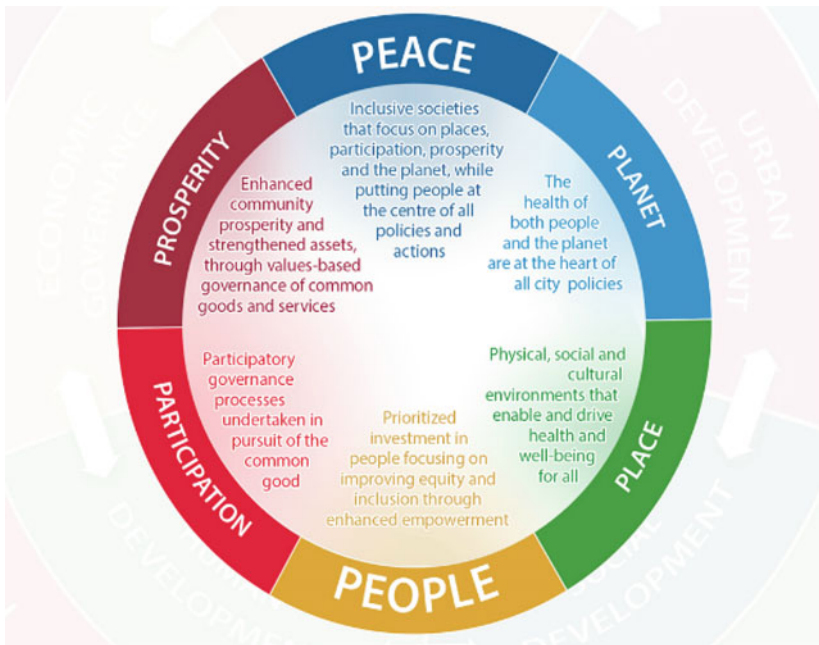 PEACE
Inclusive societies
that focus on places,
participation, prosperity
and the planet, while
putting people at
the centre of all
policies and
actions
PLANET
The
health of
both people
and the planet
are at the heart of
all city policies
PLACE
Physical, social and
cultural
environments that
enable and drive
health and
well-being
for all
PEOPLE
Prioritized
investment in
people focusing on
improving equity and
inclusion through
enhanced empowerment
PARTICIPATION
Participatory
governance
processes
undertaken in
pursuit of the
common
good
PROSPERITY
Enhanced
community
prosperity and
strengthened assets,
through values-based
governance of common
goods and services
ECONOMIC
GOVERNANCE
URBAN
DEVELOPMENT
DEVELOPMENT
SOCIAL
DEVELOPMENT